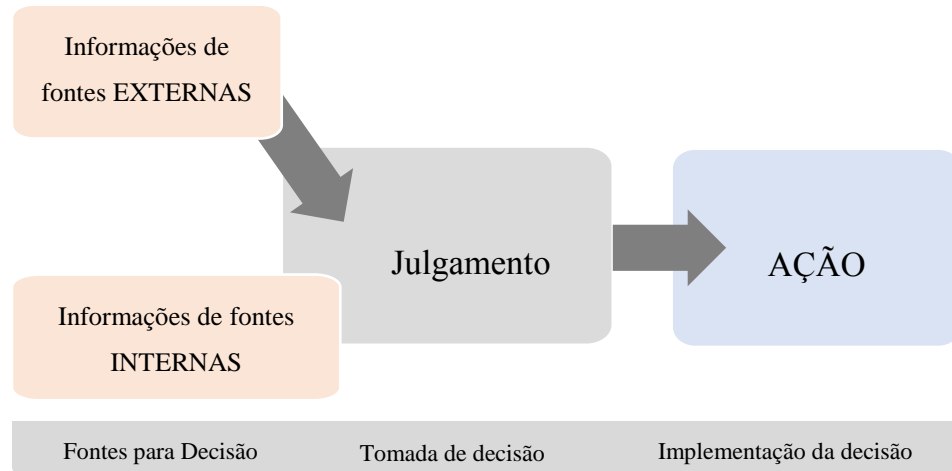 Informações de
fontes EXTERNAS
Julgamento
AÇÃO
Informações de fontes
INTERNAS
Fontes para Decisão
Tomada de decisão
Implementação da decisão